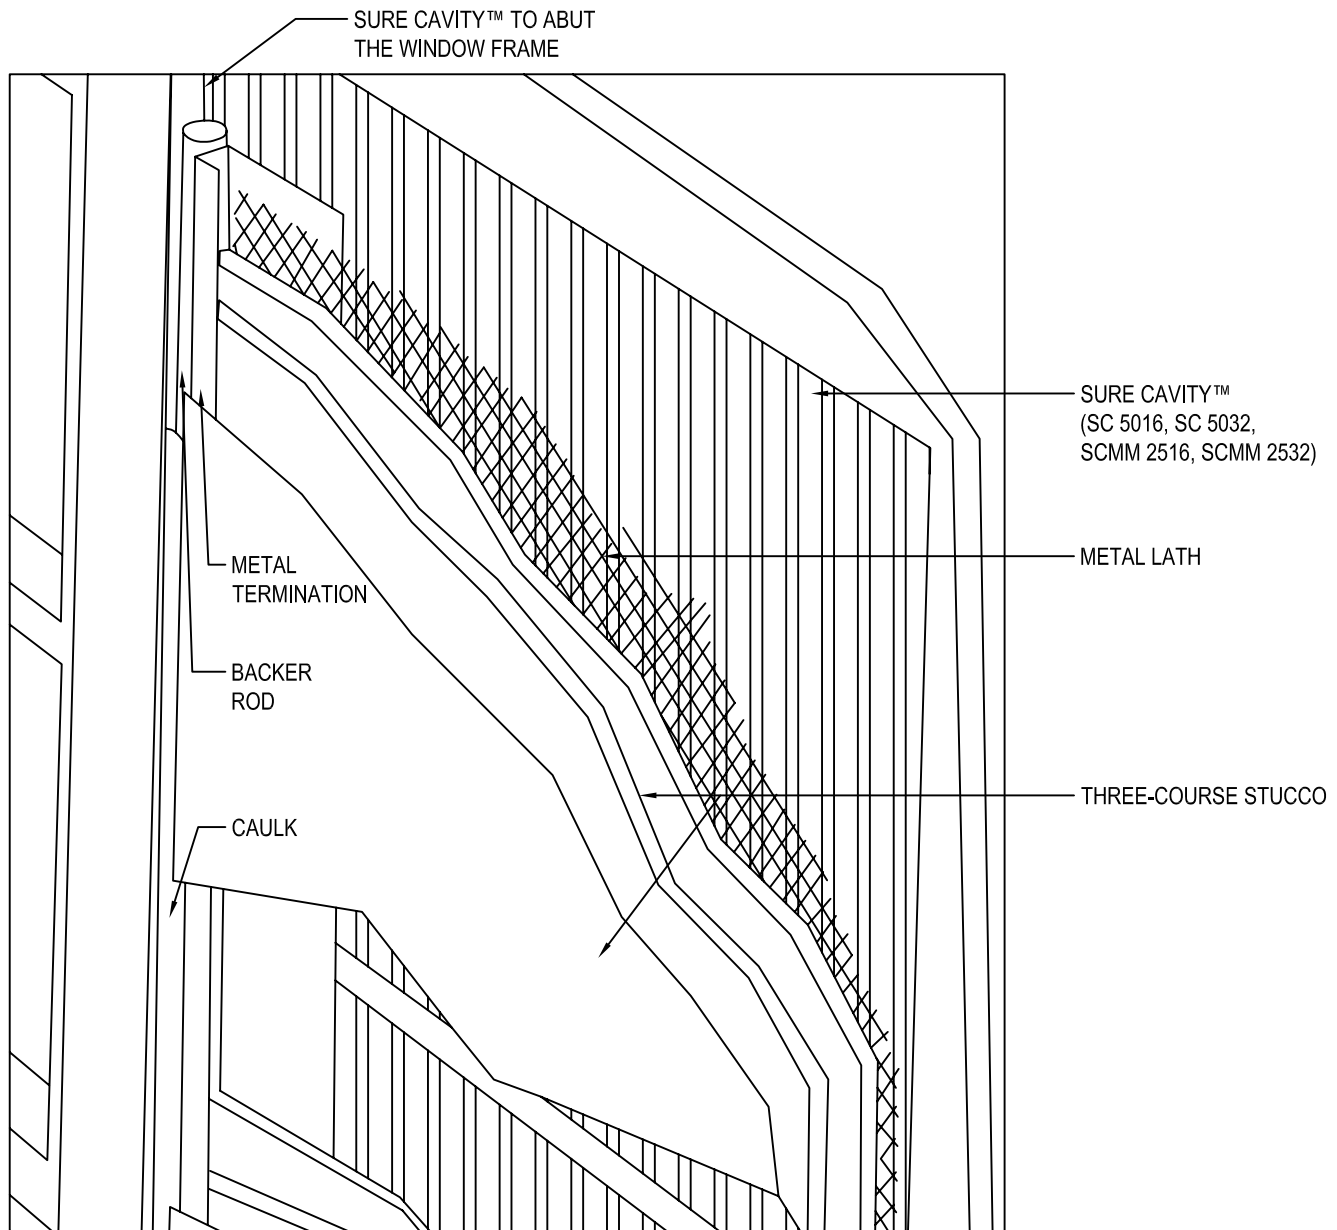 SURE CAVITY™ TO ABUT
THE WINDOW FRAME
SURE CAVITY™
(SC 5016, SC 5032,
SCMM 2516, SCMM 2532)
METAL LATH
METAL
TERMINATION
BACKER
ROD
THREE-COURSE STUCCO
CAULK